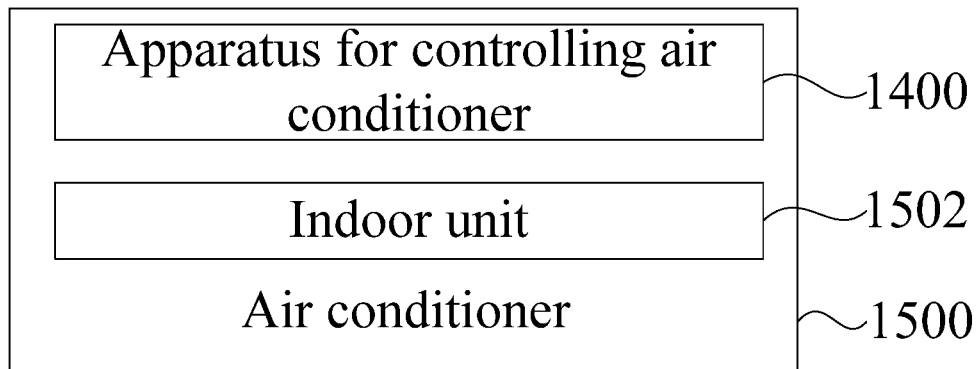 Apparatus for controlling air
conditioner
1400
Indoor unit
1502
Air conditioner
1500